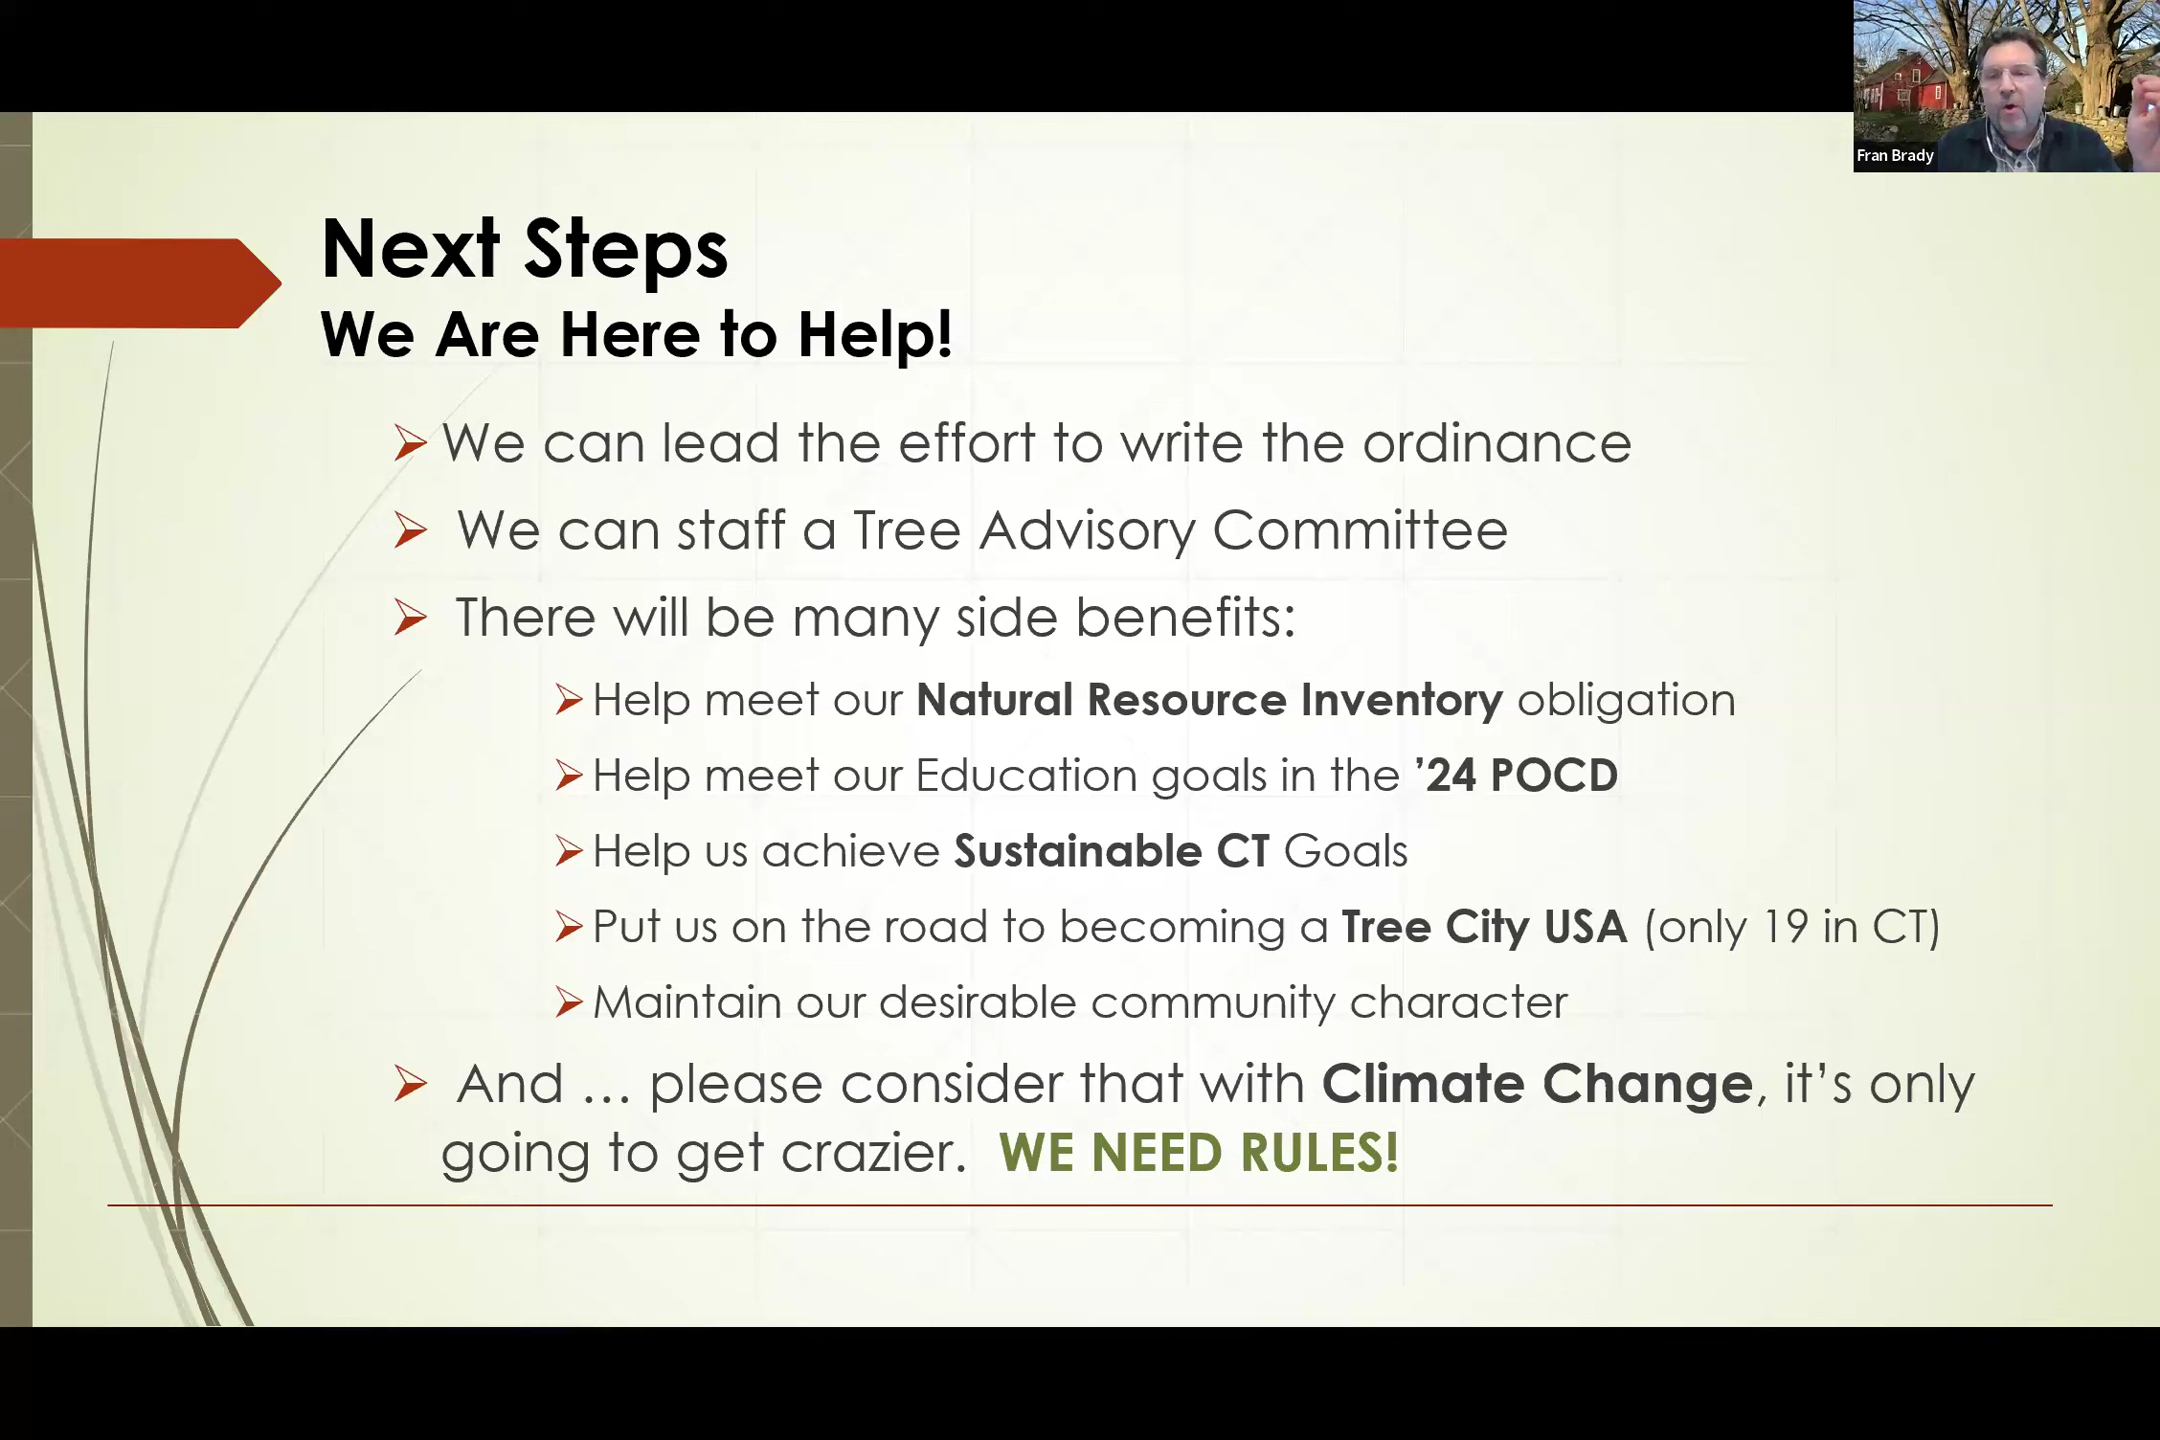 Fran Brady
Next Steps
We Are Here to Help!
We can lead the effort to write the ordinance
We can staff a Tree Advisory Committee
There will be many side benefits:
Help meet our Natural Resource Inventory obligation
Help meet our Education goals in the ’24 POCD
Help us achieve Sustainable CT Goals
Put us on the road to becoming a Tree City USA (only 19 in CT)
Maintain our desirable community character
And … please consider that with Climate Change, it’s only
going to get crazier. WE NEED RULES!